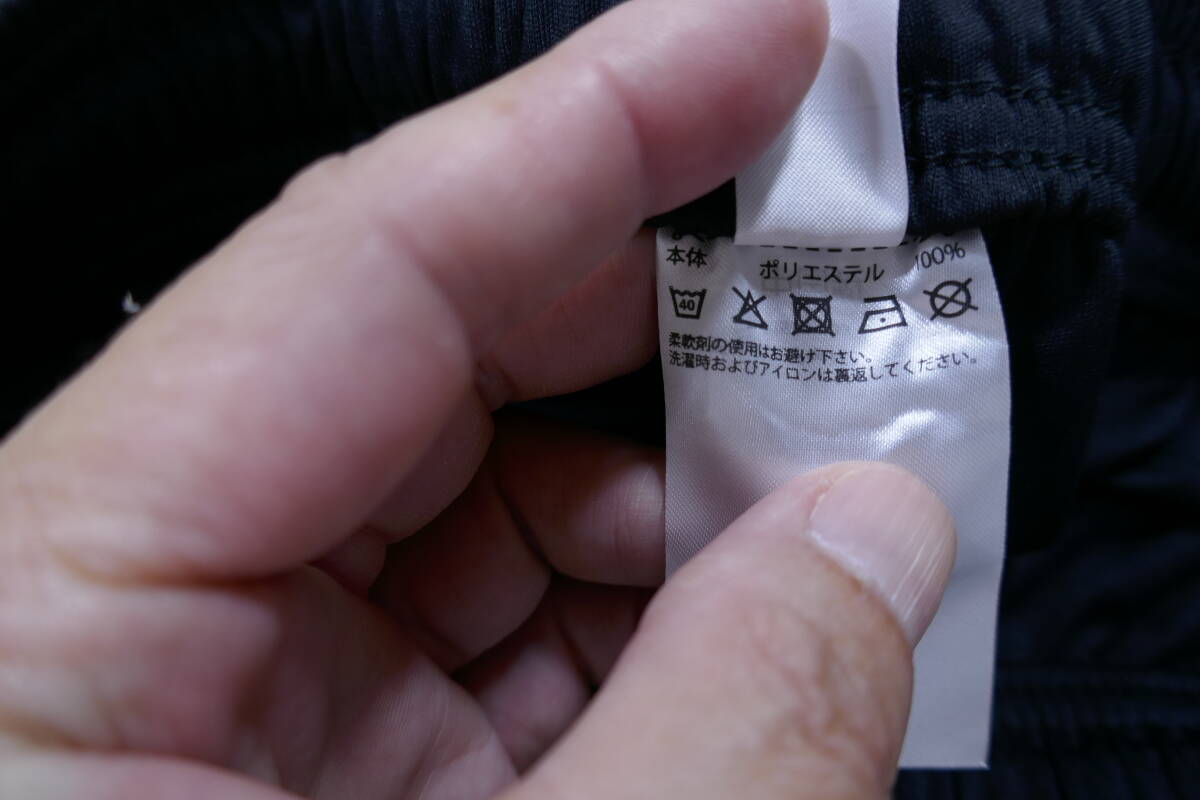 本体 ポリエステル 100%
40
柔軟剤の使用はお避け下さい。
洗濯時およびアイロンは裏返してください。